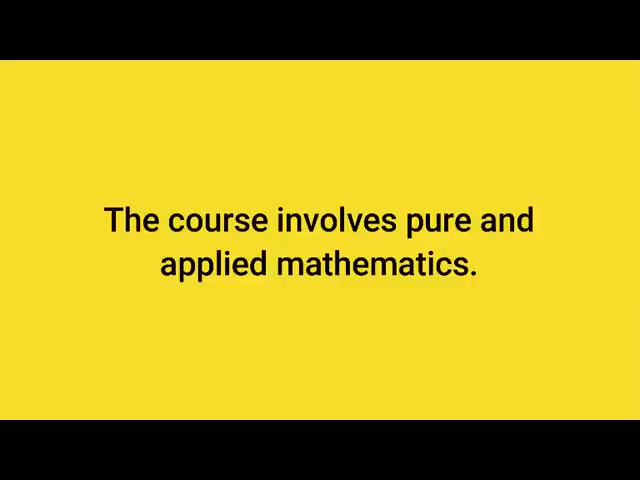 The course involves pure and
applied mathematics.